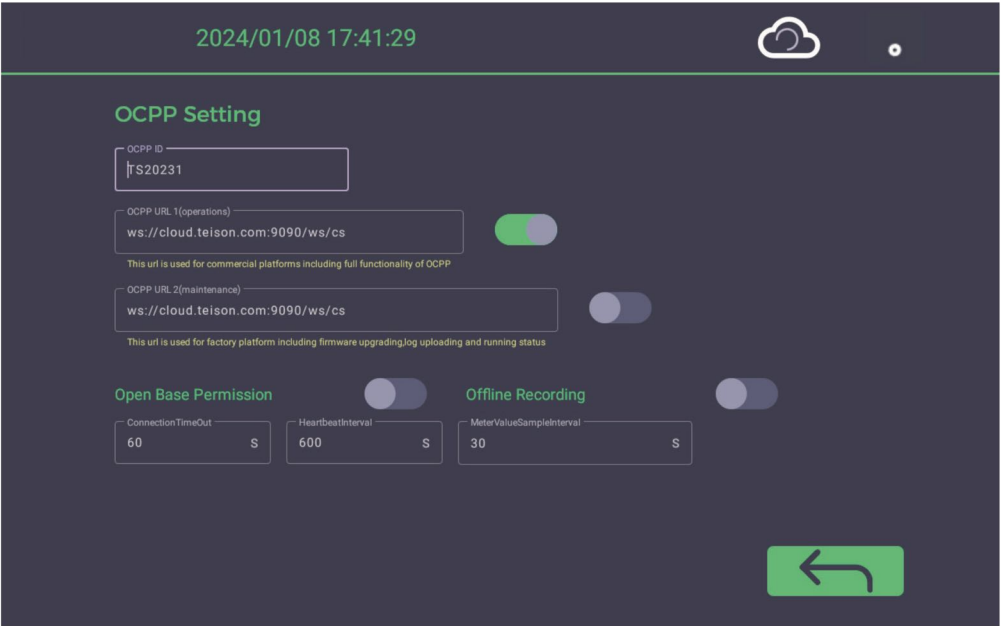 2024/01/08 17:41:29
OCPP Setting
OCPP ID
TS20231
OCPP URL 1(operations)
ws://cloud.teison.com:9090/ws/cs
This url is used for commercial platforms including full functionality of OCPP
OCPP URL 2(maintenance)
ws://cloud.teison.com:9090/ws/cs
This url is used for factory platform including firmware upgrading,log uploading and running status
Open Base Permission
Offline Recording
ConnectionTimeOut
60 S
HeartbeatInterval
600 S
MeterValueSampleInterval
30 S